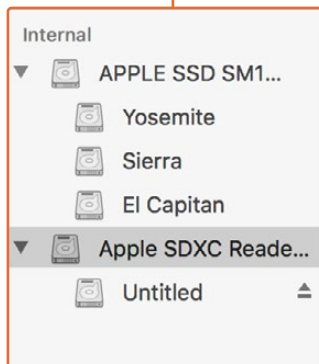 Internal
APPLE SSD SM1...
Yosemite
Sierra
El Capitan
Apple SDXC Reade...
Untitled